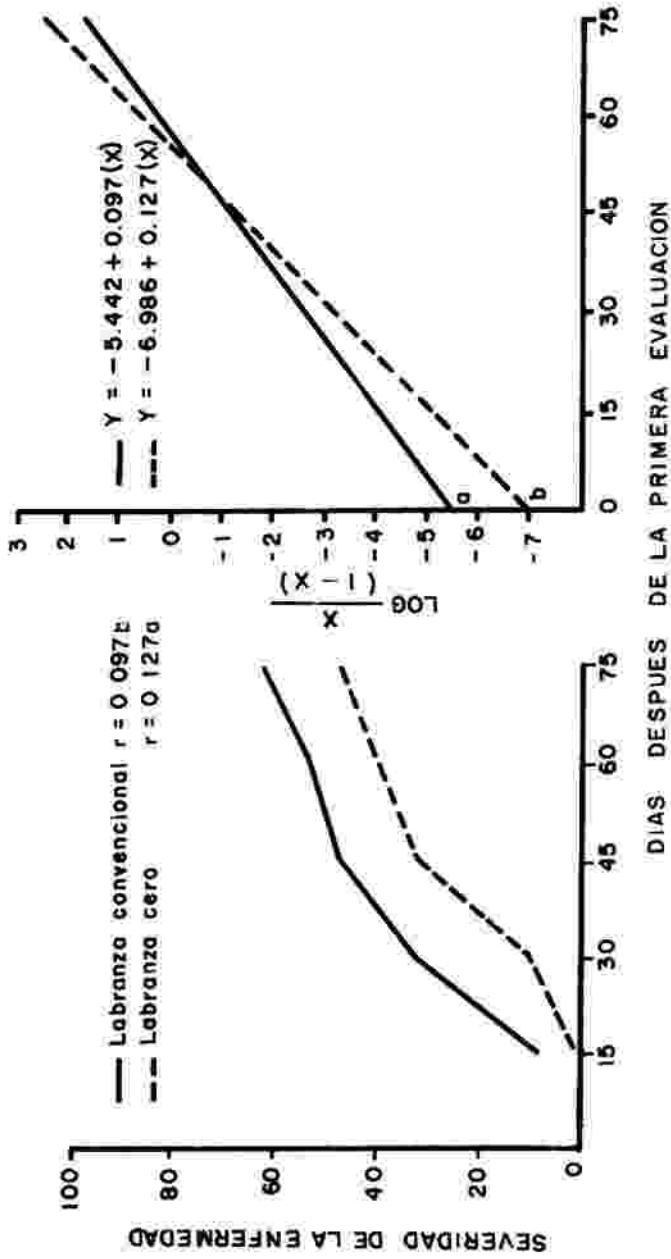 SEVERIDAD DE LA ENFERMEDAD
100
80
60
40
20
0
Labranza convencional r = 0 097b
Labranza cero r = 0 127a
15
30
45
60
75
LOG X
(1 - X)
3
2
1
0
-1
-2
-3
-4
-5
-6
-7
Y = -5.442 + 0.097(X)
Y = -6.986 + 0.127(X)
a
b
0
15
30
45
60
75
DIAS DESPUES DE LA PRIMERA EVALUACION